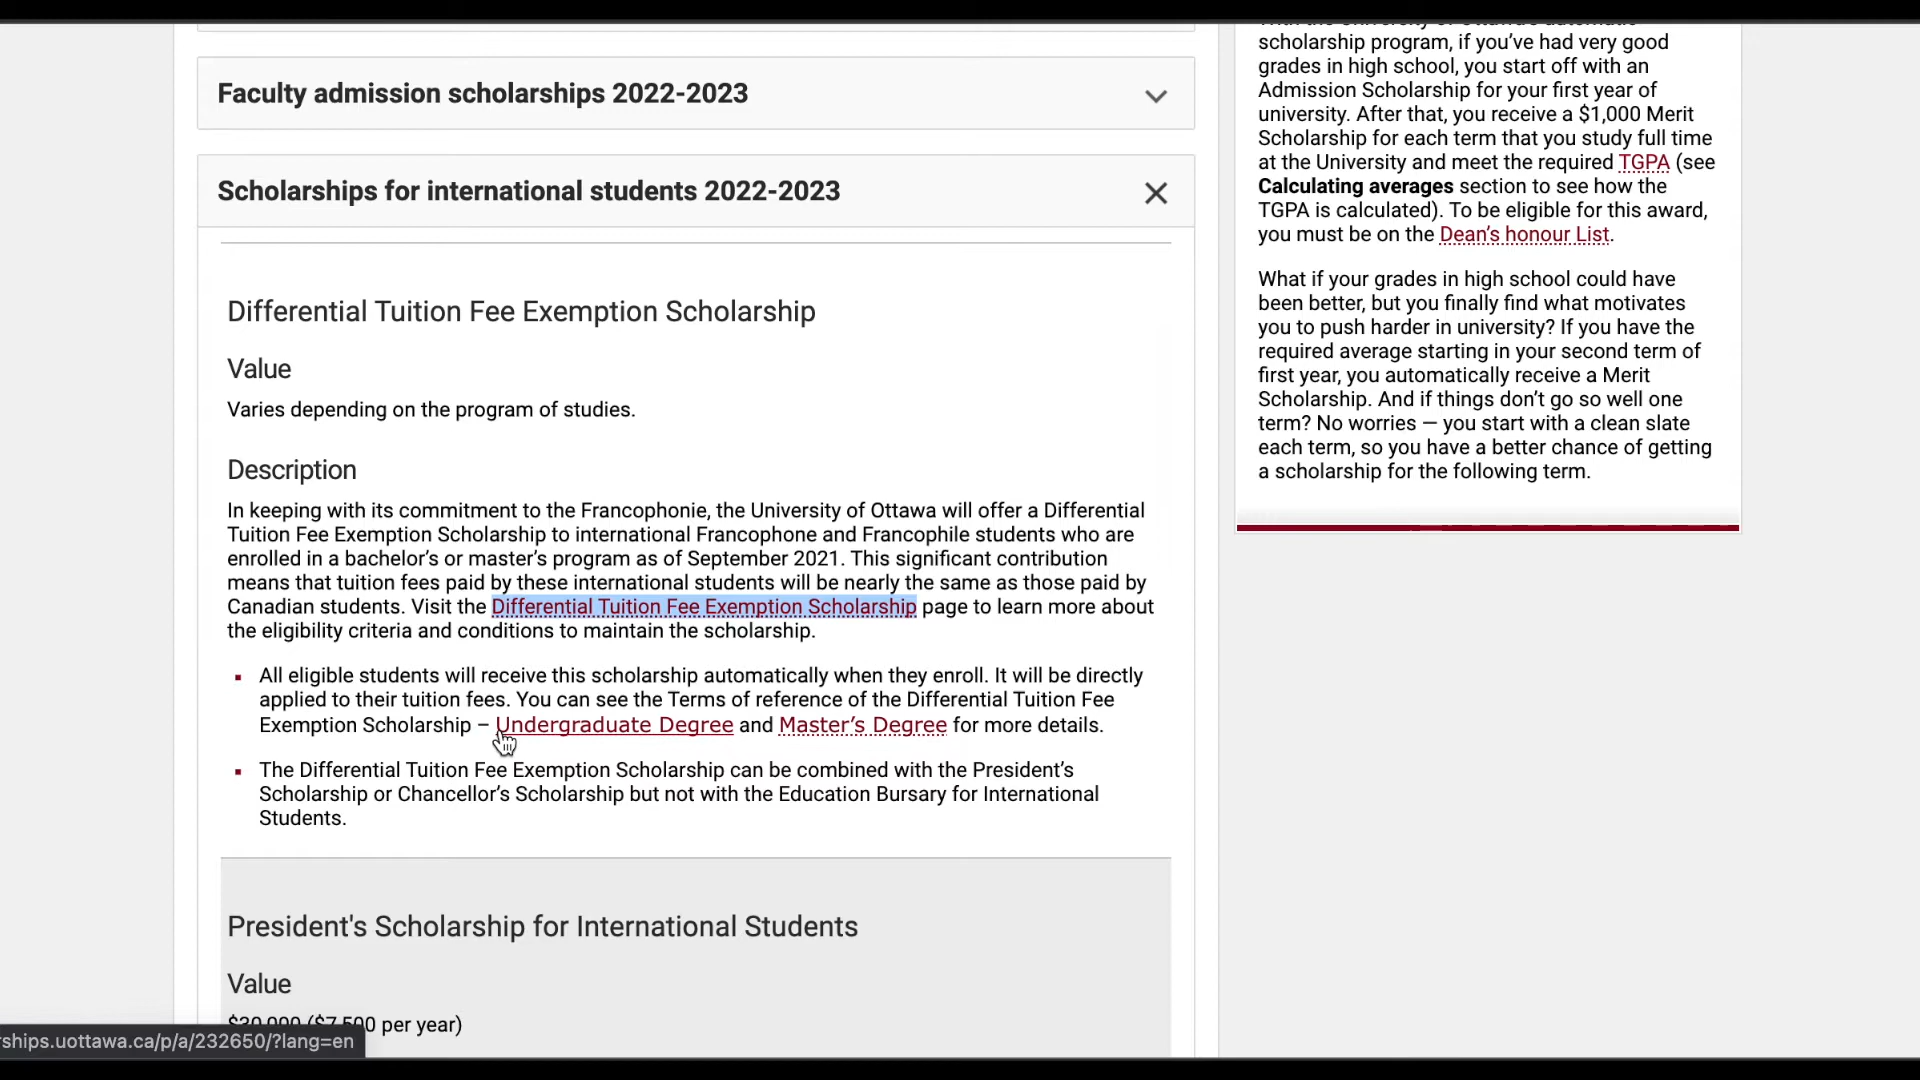 Faculty admission scholarships 2022-2023
Scholarships for international students 2022-2023
Differential Tuition Fee Exemption Scholarship
Value
Varies depending on the program of studies.
Description
In keeping with its commitment to the Francophonie, the University of Ottawa will offer a Differential
Tuition Fee Exemption Scholarship to international Francophone and Francophile students who are
enrolled in a bachelor’s or master’s program as of September 2021. This significant contribution
means that tuition fees paid by these international students will be nearly the same as those paid by
Canadian students. Visit the Differential Tuition Fee Exemption Scholarship page to learn more about
the eligibility criteria and conditions to maintain the scholarship.
▪ All eligible students will receive this scholarship automatically when they enroll. It will be directly
applied to their tuition fees. You can see the Terms of reference of the Differential Tuition Fee
Exemption Scholarship – Undergraduate Degree and Master’s Degree for more details.
▪ The Differential Tuition Fee Exemption Scholarship can be combined with the President’s
Scholarship or Chancellor’s Scholarship but not with the Education Bursary for International
Students.
President's Scholarship for International Students
Value
$30,000 ($7,500 per year)
ships.uottawa.ca/p/a/232650/?lang=en
scholarship program, if you’ve had very good
grades in high school, you start off with an
Admission Scholarship for your first year of
university. After that, you receive a $1,000 Merit
Scholarship for each term that you study full time
at the University and meet the required TGPA (see
Calculating averages section to see how the
TGPA is calculated). To be eligible for this award,
you must be on the Dean’s honour List.
What if your grades in high school could have
been better, but you finally find what motivates
you to push harder in university? If you have the
required average starting in your second term of
first year, you automatically receive a Merit
Scholarship. And if things don’t go so well one
term? No worries — you start with a clean slate
each term, so you have a better chance of getting
a scholarship for the following term.